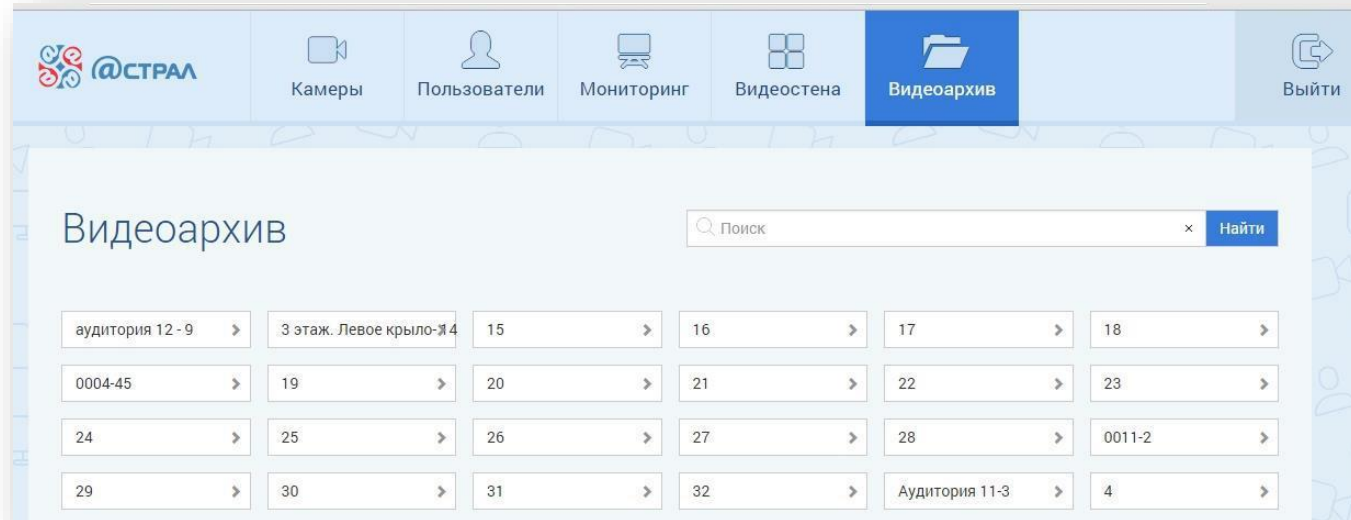 @СТРАЛ
Камеры
Пользователи
Мониторинг
Видеостена
Видеоархив
Выйти
Видеоархив
Поиск
× Найти
аудитория 12 - 9
3 этаж. Левое крыло- 14
15
16
17
18
0004-45
19
20
21
22
23
24
25
26
27
28
0011-2
29
30
31
32
Аудитория 11-3
4